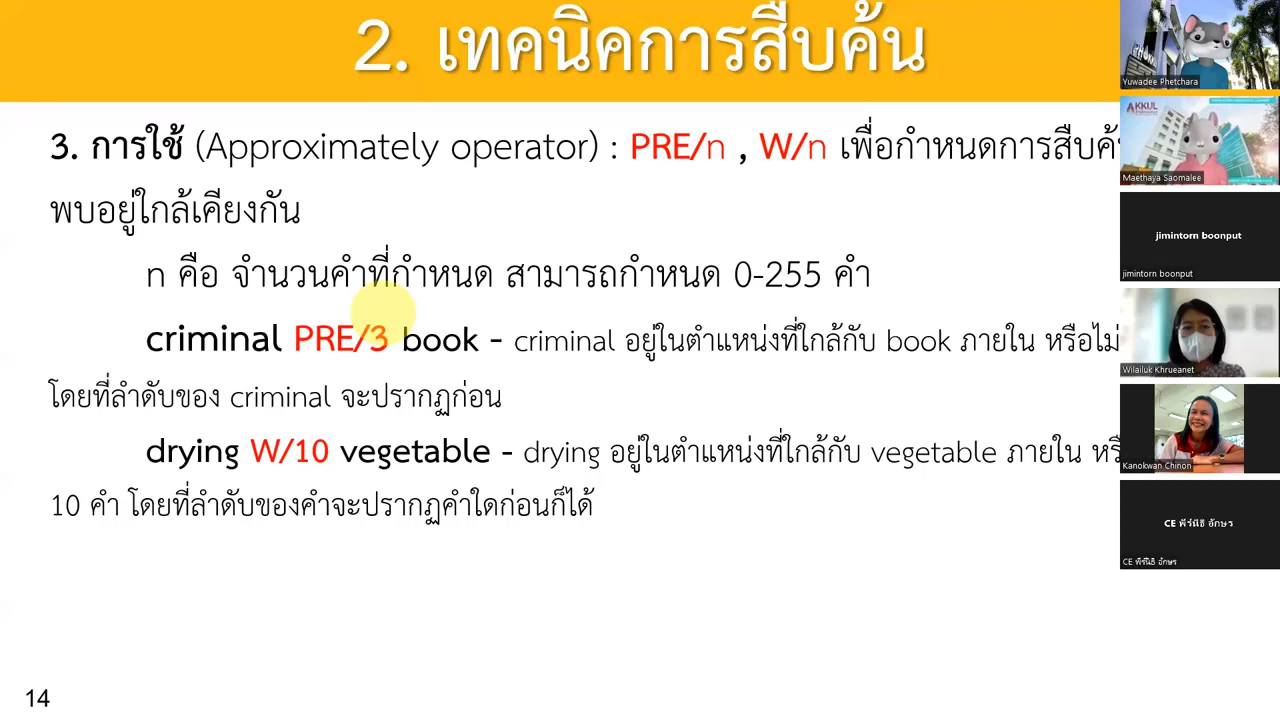 2. เทคนิคการสืบค้น
3. การใช้ (Approximately operator) : PRE/n , W/n เพื่อกำหนดการสืบค้
พบอยู่ใกล้เคียงกัน
n คือ จำนวนคำที่กำหนด สามารถกำหนด 0-255 คำ
criminal PRE/3 book - criminal อยู่ในตำแหน่งที่ใกล้กับ book ภายใน หรือไม่
โดยที่ลำดับของ criminal จะปรากฏก่อน
drying W/10 vegetable - drying อยู่ในตำแหน่งที่ใกล้กับ vegetable ภายใน
10 คำ โดยที่ลำดับของคำจะปรากฏคำใดก่อนก็ได้
14
Yuwadee Phetchara
KKUL
Maethaya Saomalee
jimintorn boonput
jimintorn boonput
Wilailuk Khrueanet
Kanokwan Chinon
CE พีร์นิธิ อักษร
CE พีร์นิธิ อักษร